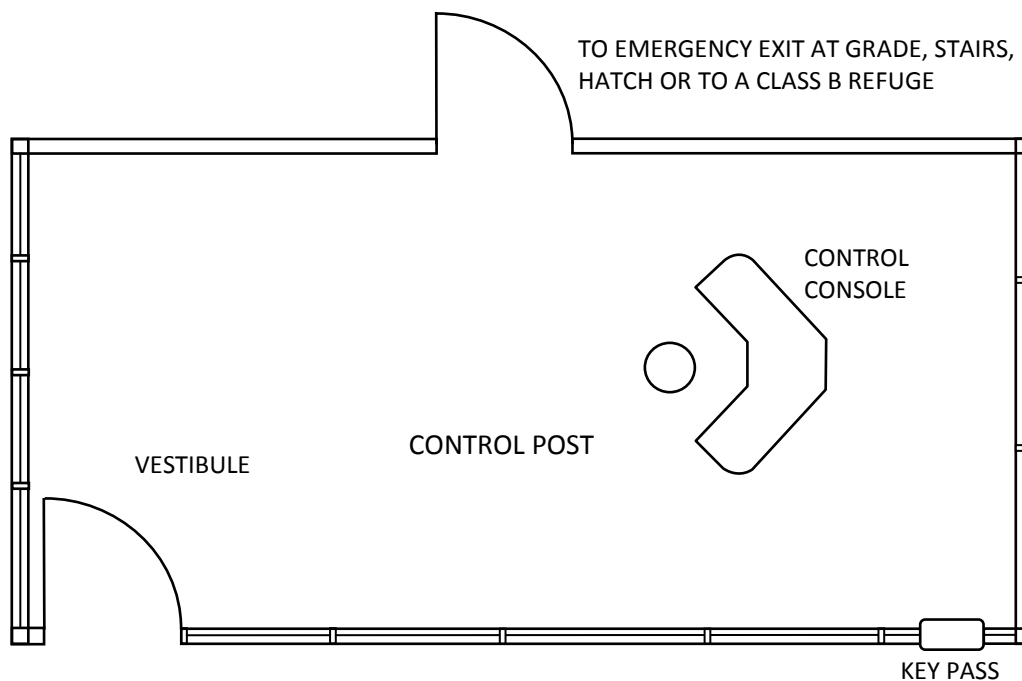 TO EMERGENCY EXIT AT GRADE, STAIRS,
HATCH OR TO A CLASS B REFUGE
CONTROL
CONSOLE
CONTROL POST
VESTIBULE
KEY PASS